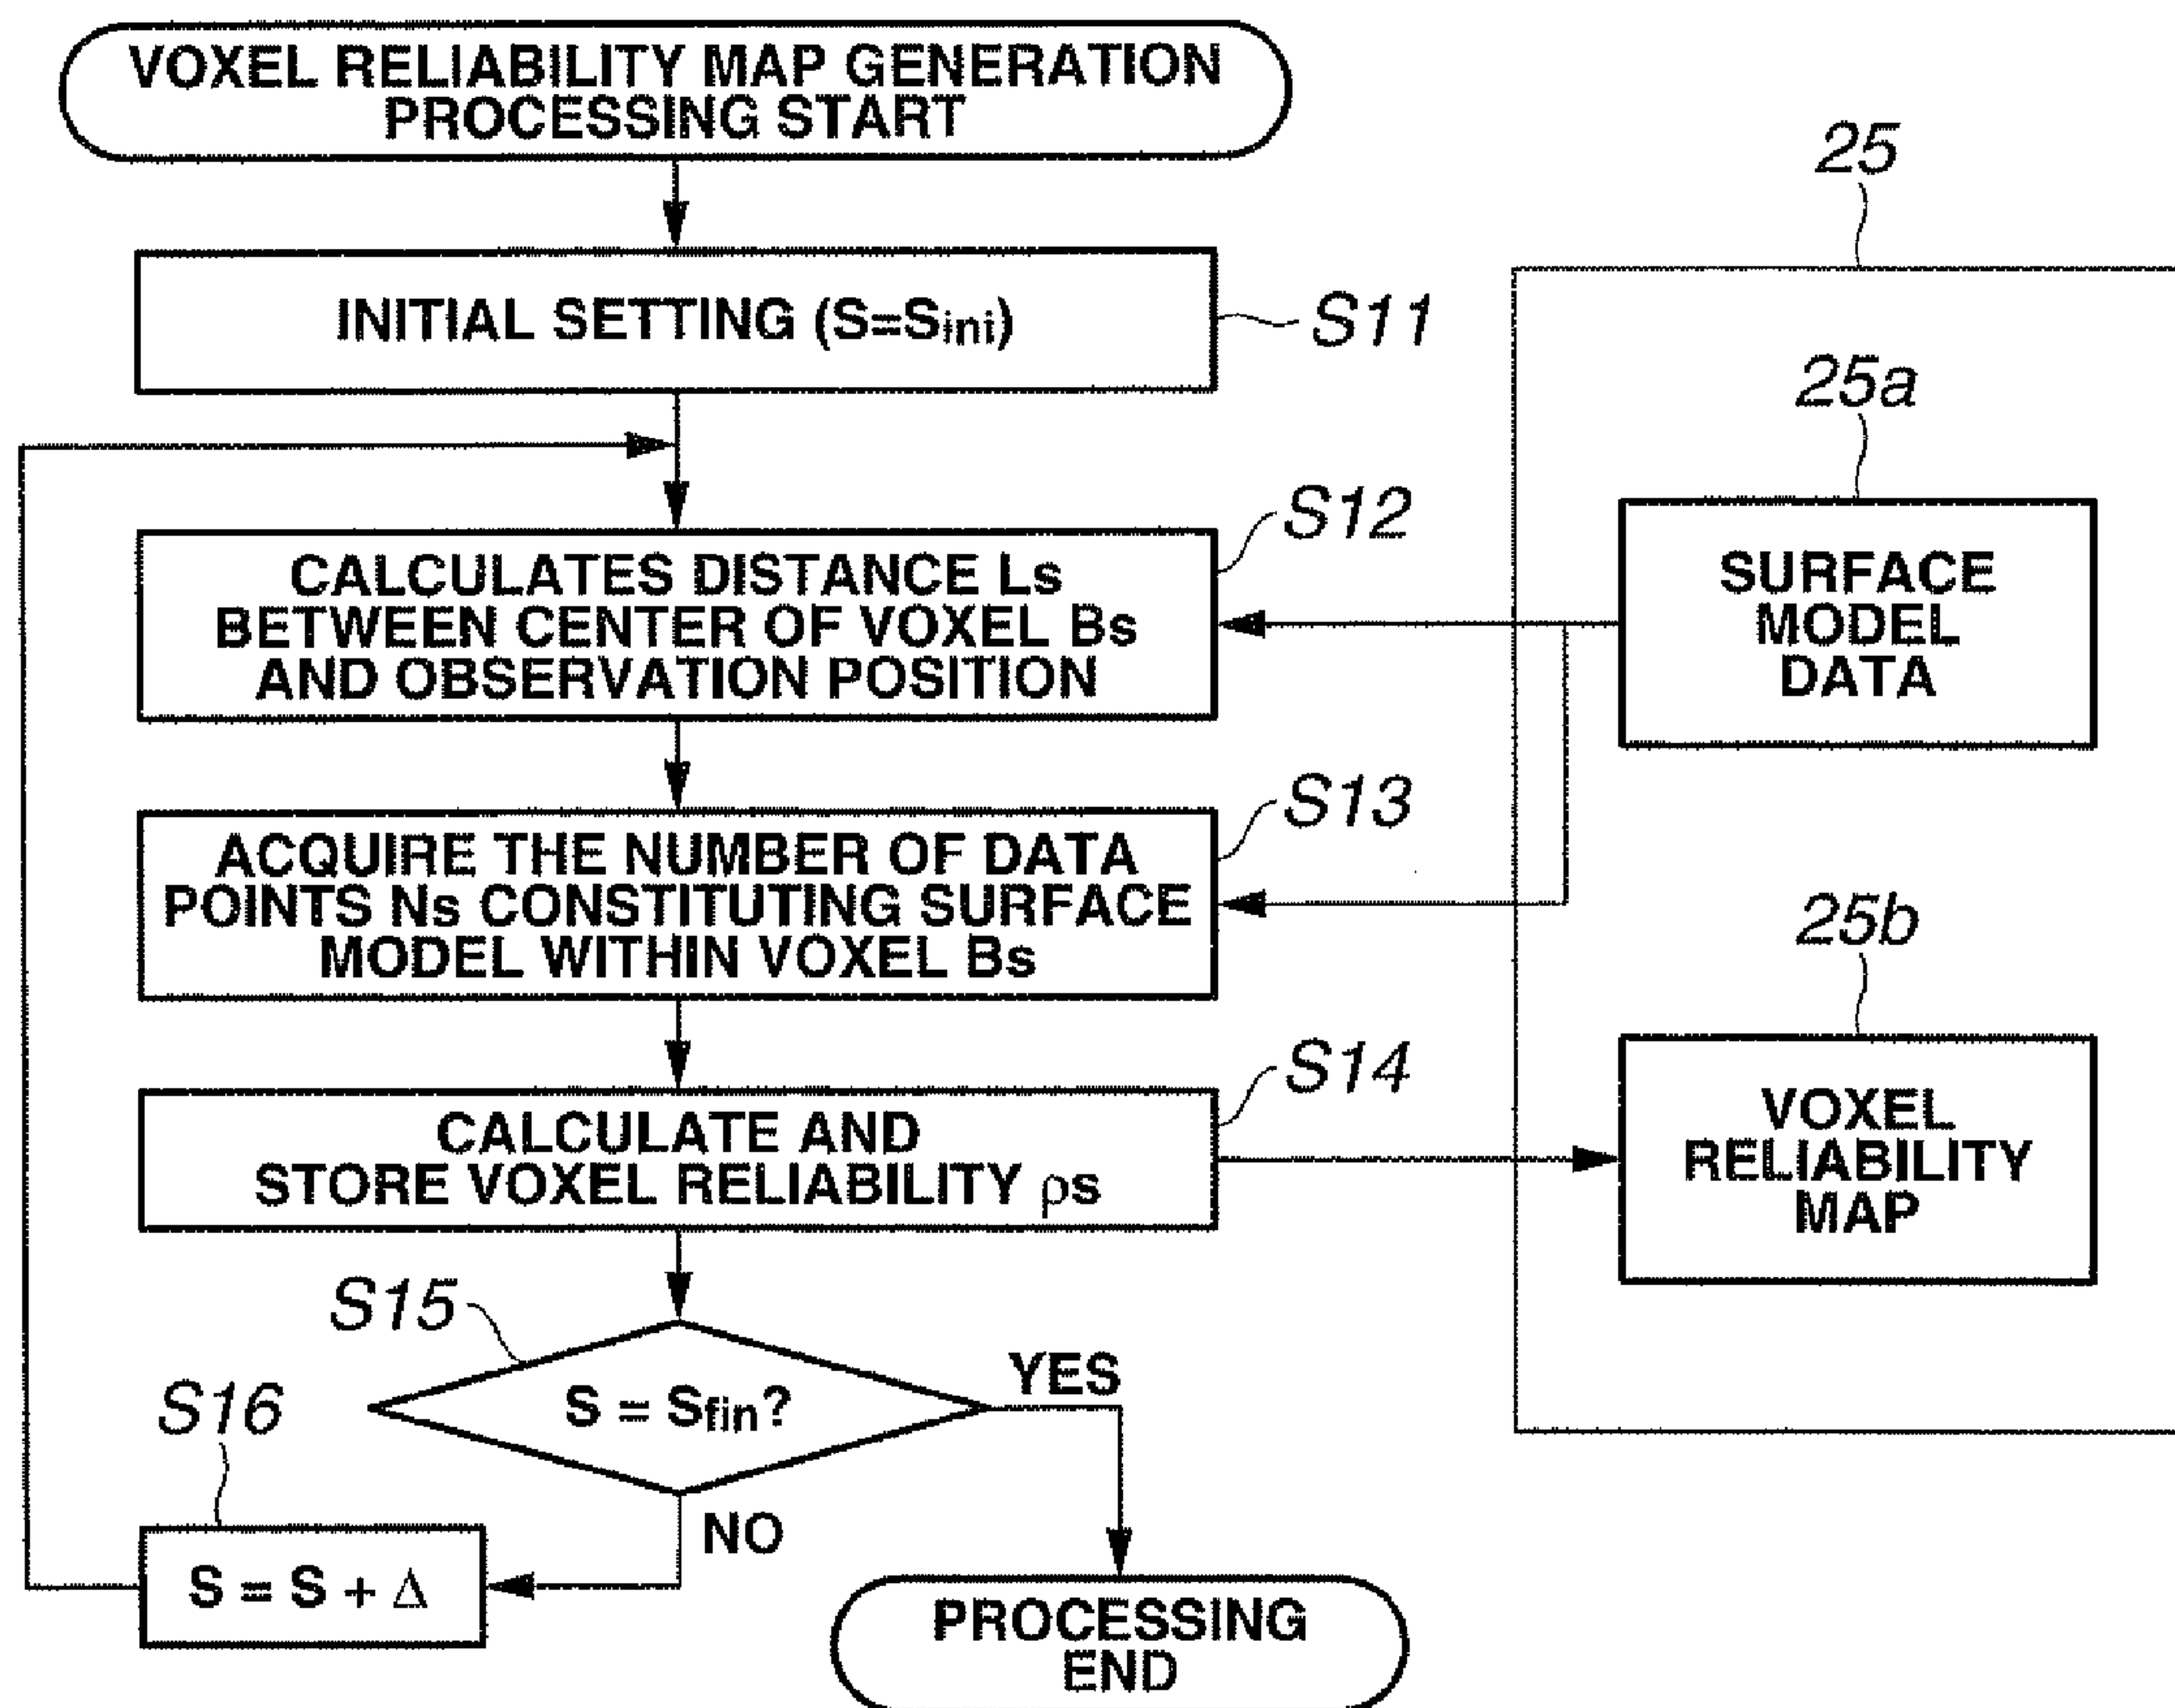 VOXEL RELIABILITY MAP GENERATION
PROCESSING START
INITIAL SETTING (S=Sini)
S11
CALCULATES DISTANCE Ls
BETWEEN CENTER OF VOXEL Bs
AND OBSERVATION POSITION
S12
ACQUIRE THE NUMBER OF DATA
POINTS Ns CONSTITUTING SURFACE
MODEL WITHIN VOXEL Bs
S13
CALCULATE AND
STORE VOXEL RELIABILITY ρs
S14
S15
S = Sfin?
YES
NO
S16
S = S + Δ
PROCESSING
END
25
25a
SURFACE
MODEL
DATA
25b
VOXEL
RELIABILITY
MAP